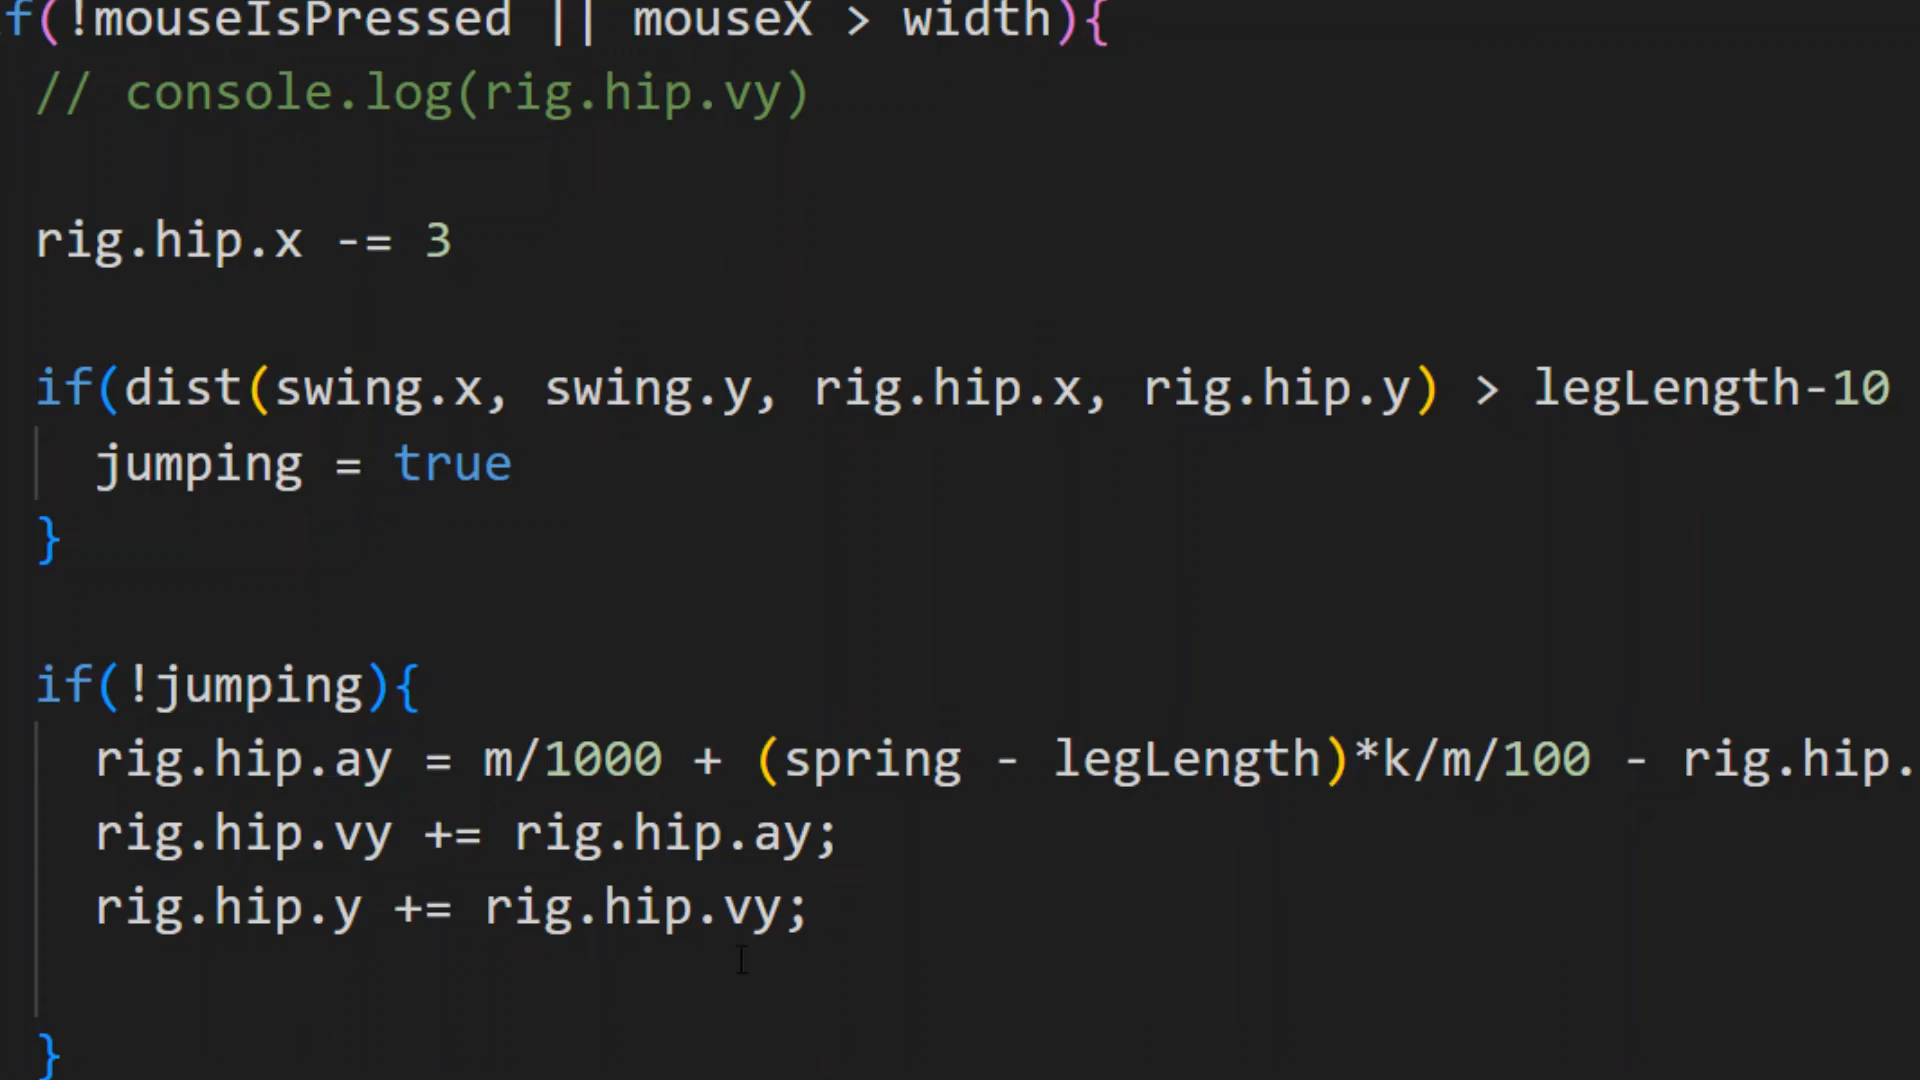 f(!mouseIsPressed || mouseX > width){
// console.log(rig.hip.vy)
rig.hip.x -= 3
if(dist(swing.x, swing.y, rig.hip.x, rig.hip.y) > legLength-10
jumping = true
}
if(!jumping){
rig.hip.ay = m/1000 + (spring - legLength)*k/m/100 - rig.hip.
rig.hip.vy += rig.hip.ay;
rig.hip.y += rig.hip.vy;
}